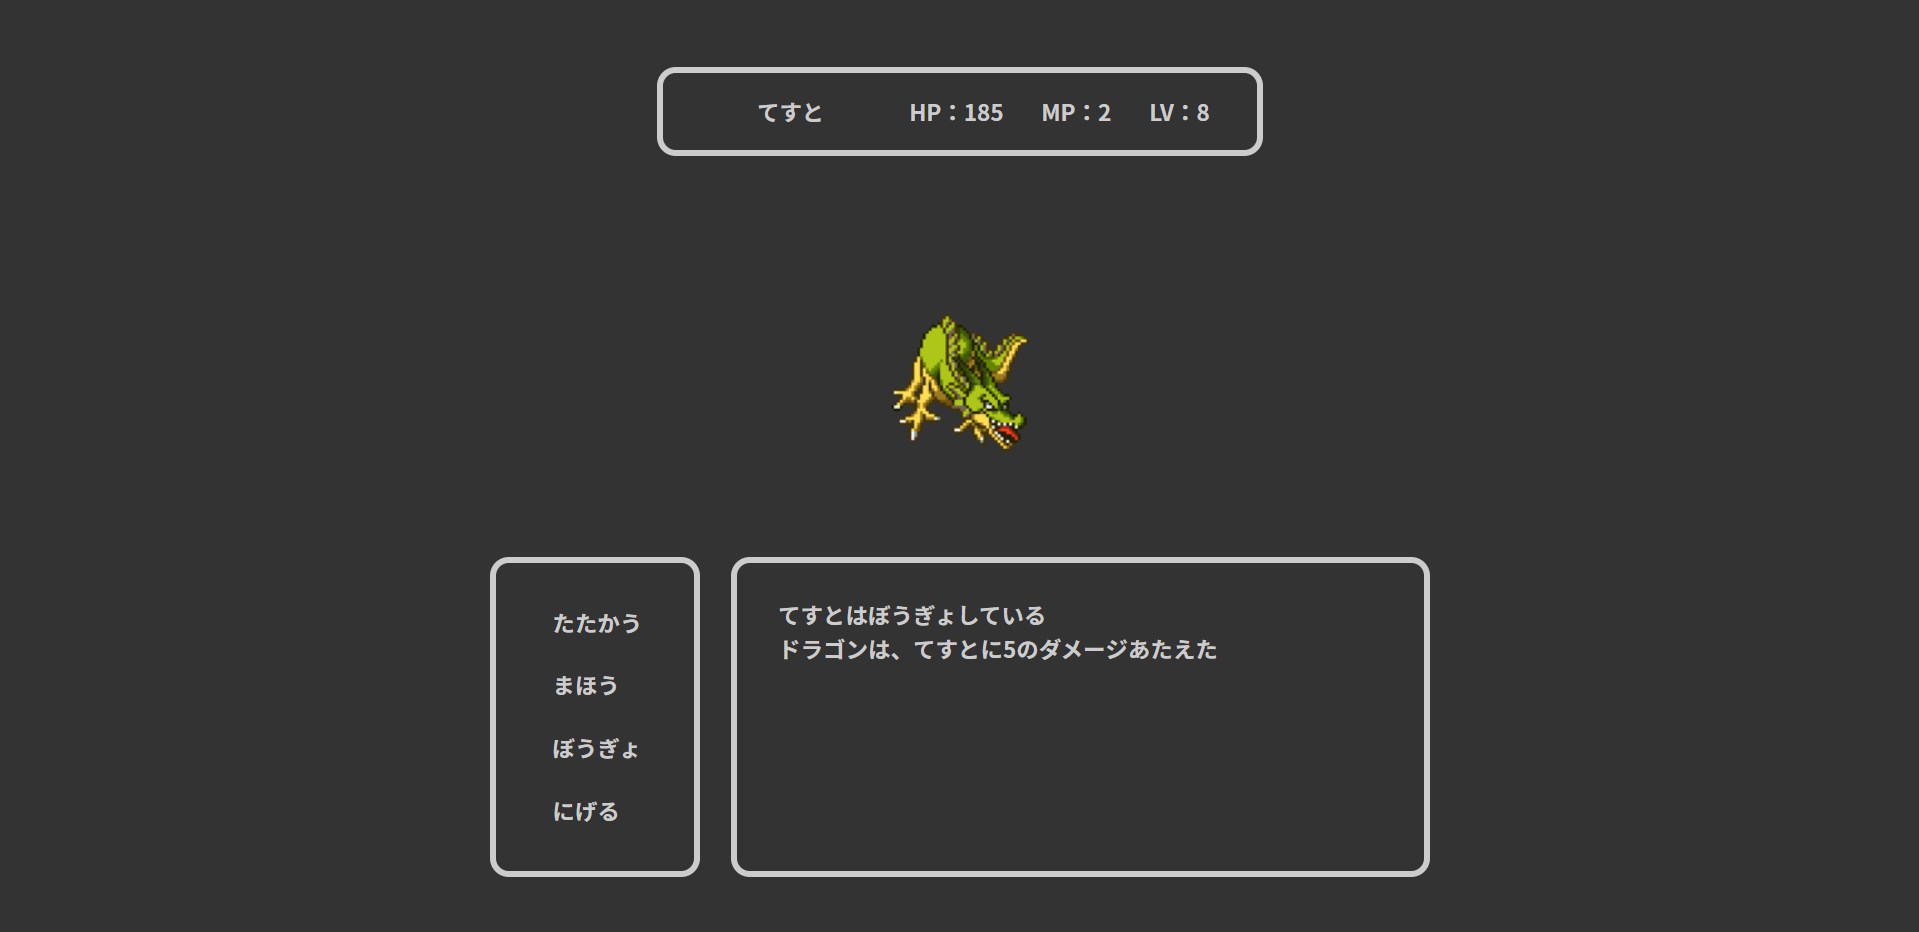 てすと HP：185 MP：2 LV：8
たたかう
まほう
ぼうぎょ
にげる
てすとはぼうぎょしている
ドラゴンは、てすとに5のダメージあたえた